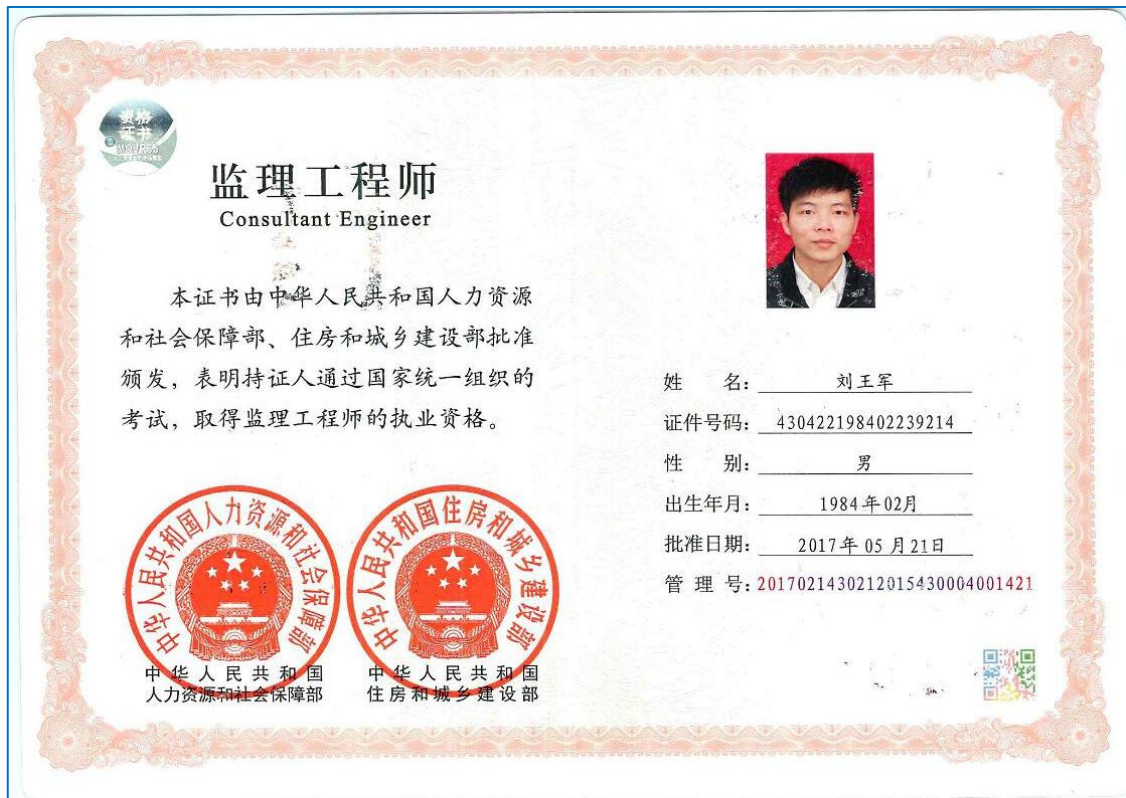 资格
证书
监理工程师
Consultant Engineer
本证书由中华人民共和国人力资源
和社会保障部、住房和城乡建设部批准
颁发，表明持证人通过国家统一组织的
考试，取得监理工程师的执业资格。
中华人民共和国人力资源和社会保障部
中华人民共和国
人力资源和社会保障部
中华人民共和国住房和城乡建设部
中华人民共和国
住房和城乡建设部
姓 名：刘王军
证件号码：430422198402239214
性 别：男
出生年月：1984年02月
批准日期：2017年05月21日
管 理 号：2017021430212015430004001421